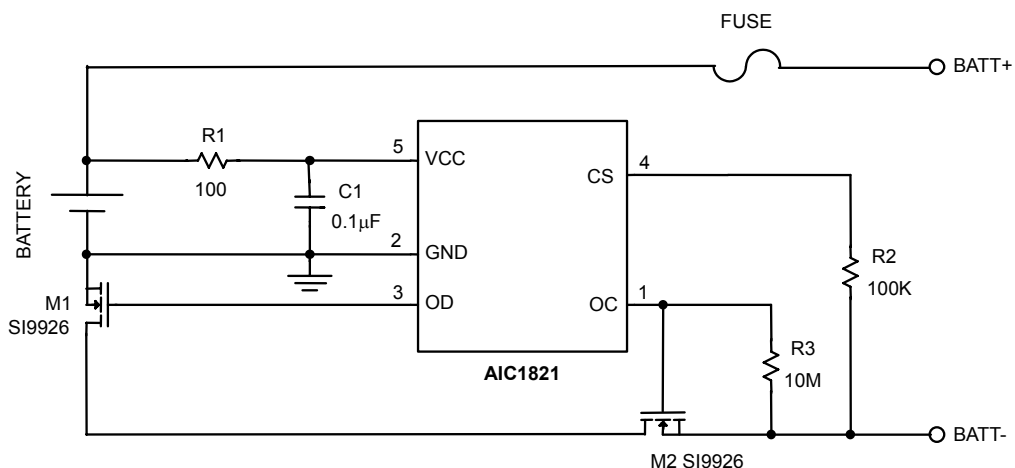 FUSE
BATT+
R1
100
5
VCC
4
CS
C1
0.1μF
BATTERY
2
GND
R2
100K
M1
SI9926
3
OD
1
OC
R3
10M
AIC1821
BATT-
M2 SI9926